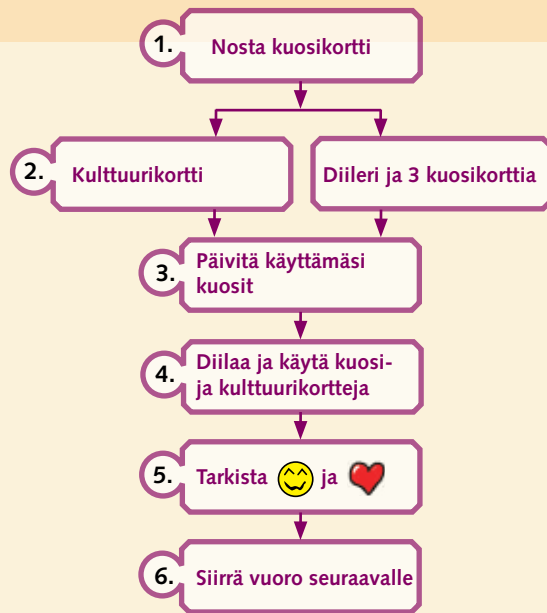 1. Nosta kuosikortti
2. Kulttuurikortti
Diileri ja 3 kuosikorttia
3. Päivitä käyttämäsi
kuosit
4. Diilaa ja käytä kuosi-
ja kulttuurikortteja
5. Tarkista ja
6. Siirrä vuoro seuraavalle